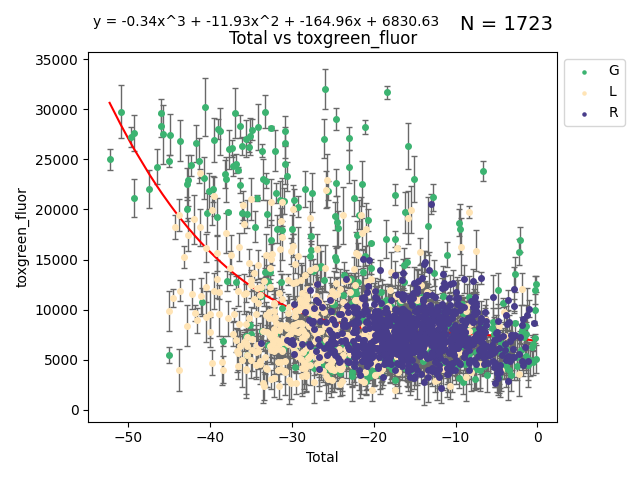 y = -0.34x^3 + -11.93x^2 + -164.96x + 6830.63
N = 1723
Total vs toxgreen_fluor
35000
30000
25000
20000
15000
10000
5000
0
toxgreen_fluor
−50
−40
−30
−20
−10
0
Total
G
L
R